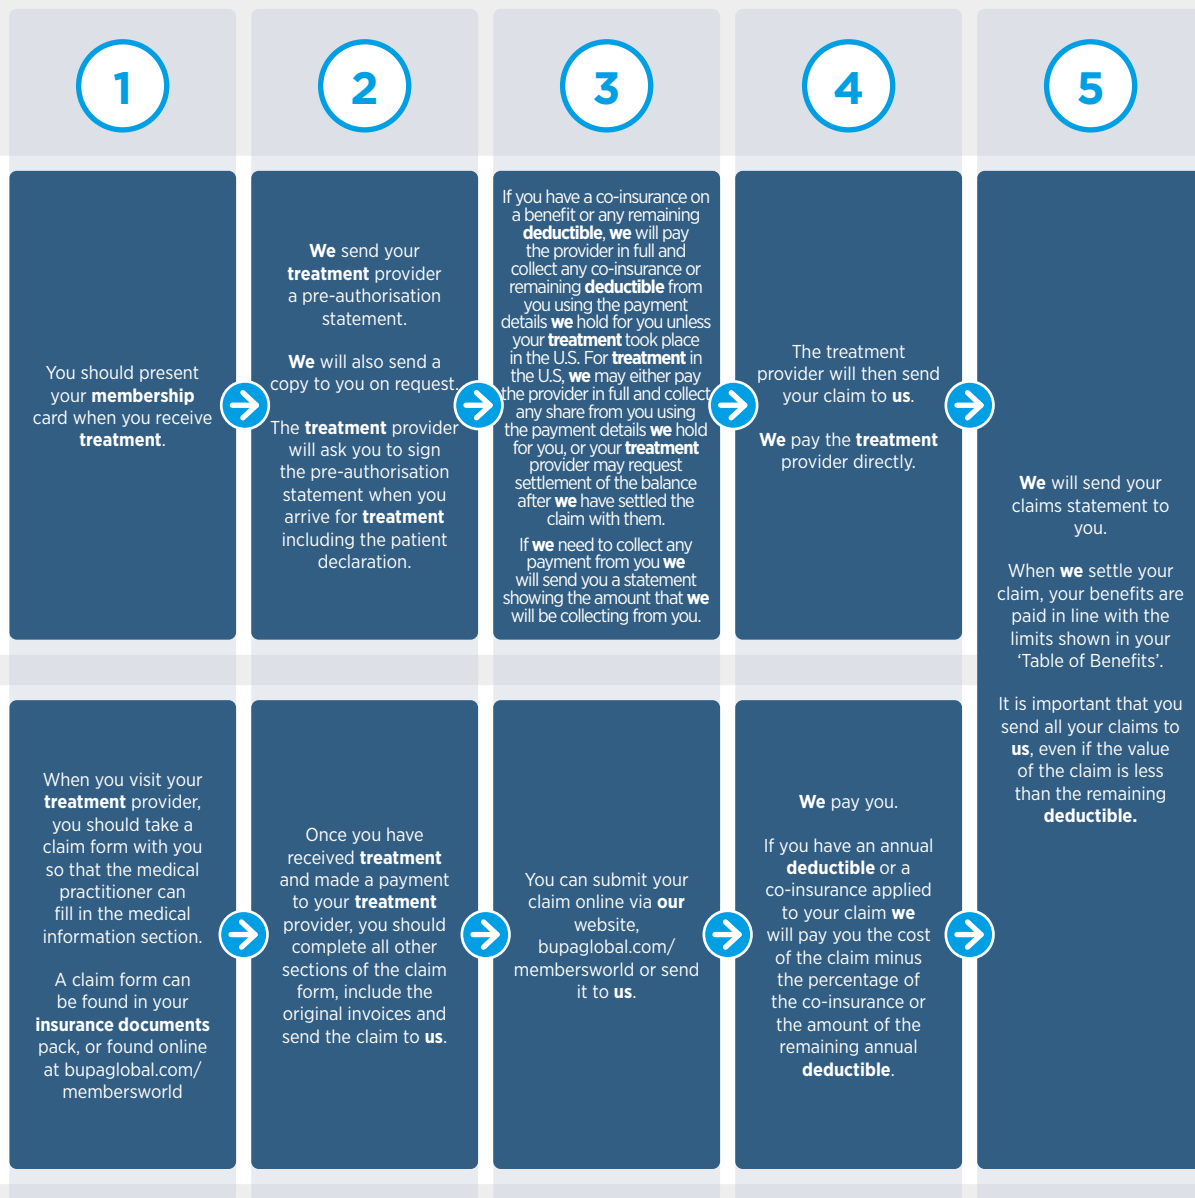 1
2
3
4
5
You should present
your membership
card when you receive
treatment.
We send your
treatment provider
a pre-authorisation
statement.
We will also send a
copy to you on request.
The treatment provider
will ask you to sign
the pre-authorisation
statement when you
arrive for treatment
including the patient
declaration.
If you have a co-insurance on
a benefit or any remaining
deductible, we will pay
the provider in full and
collect any co-insurance or
remaining deductible from
you using the payment
details we hold for you unless
your treatment took place
in the U.S. For treatment in
the U.S, we may either pay
the provider in full and collect
any share from you using
the payment details we hold
for you, or your treatment
provider may request
settlement of the balance
after we have settled the
claim with them.
If we need to collect any
payment from you we
will send you a statement
showing the amount that we
will be collecting from you.
The treatment
provider will then send
your claim to us.
We pay the treatment
provider directly.
When you visit your
treatment provider,
you should take a
claim form with you
so that the medical
practitioner can
fill in the medical
information section.
A claim form can
be found in your
insurance documents
pack, or found online
at bupaglobal.com/
membersworld
Once you have
received treatment
and made a payment
to your treatment
provider, you should
complete all other
sections of the claim
form, include the
original invoices and
send the claim to us.
You can submit your
claim online via our
website,
bupaglobal.com/
membersworld or send
it to us.
We pay you.
If you have an annual
deductible or a
co-insurance applied
to your claim we
will pay you the cost
of the claim minus
the percentage of
the co-insurance or
the amount of the
remaining annual
deductible.
We will send your
claims statement to
you.
When we settle your
claim, your benefits are
paid in line with the
limits shown in your
‘Table of Benefits’.
It is important that you
send all your claims to
us, even if the value
of the claim is less
than the remaining
deductible.